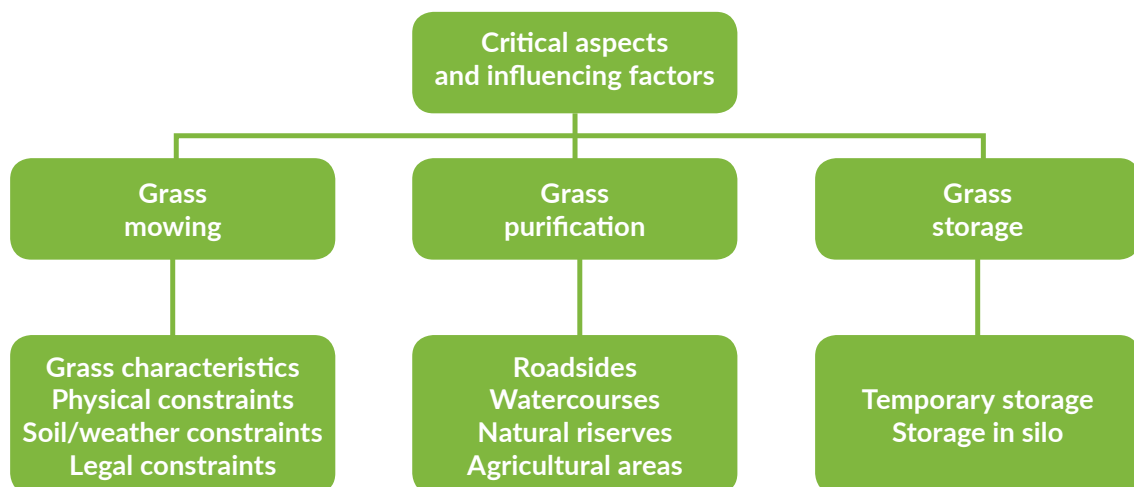 Critical aspects
and influencing factors
Grass
mowing
Grass
purification
Grass
storage
Grass characteristics
Physical constraints
Soil/weather constraints
Legal constraints
Roadsides
Watercourses
Natural riserves
Agricultural areas
Temporary storage
Storage in silo